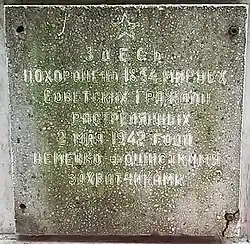 ЗДЕСЬ
ПОХОРОНЕНО 1834 МИРНЫХ
СОВЕТСКИХ ГРАЖДАН
РАССТРЕЛЯННЫХ
2 МАЯ 1942 ГОДА
НЕМЕЦКО-ФАШИСТСКИМИ
ЗАХВАТЧИКАМИ